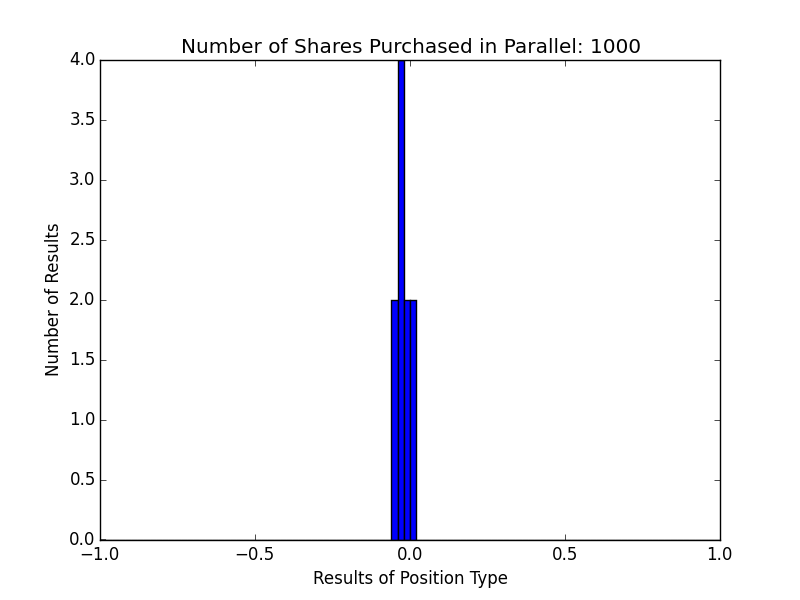 Number of Shares Purchased in Parallel: 1000
4.0
3.5
3.0
2.5
2.0
1.5
1.0
0.5
0.0
Number of Results
−1.0 −0.5 0.0 0.5 1.0
Results of Position Type